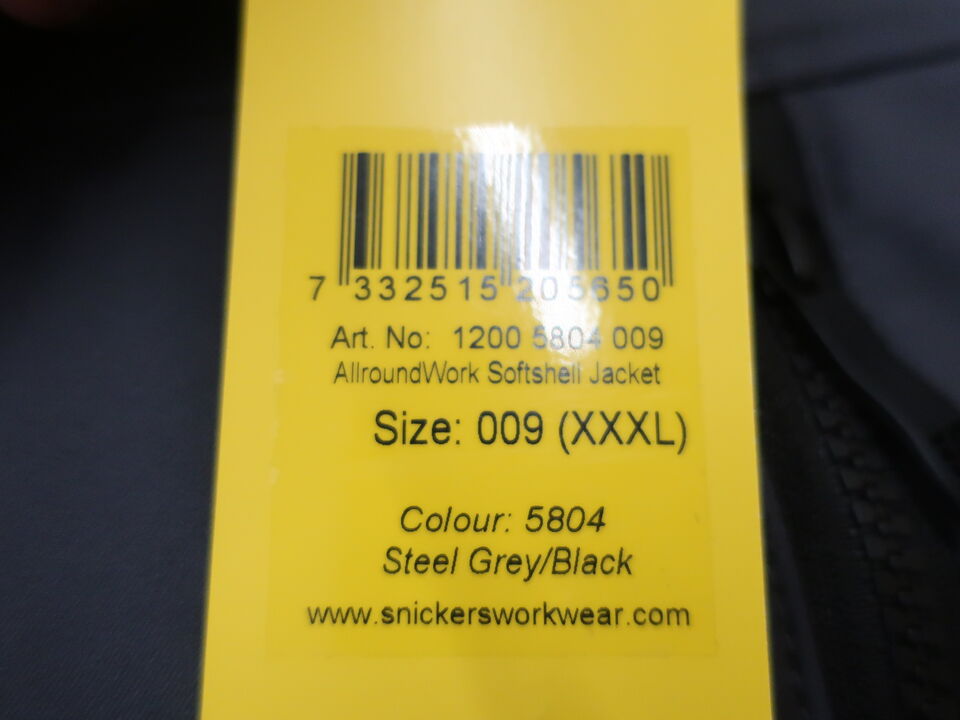 7 332515 205650
Art. No: 1200 5804 009
AllroundWork Softshell Jacket
Size: 009 (XXXL)
Colour: 5804
Steel Grey/Black
www.snickersworkwear.com